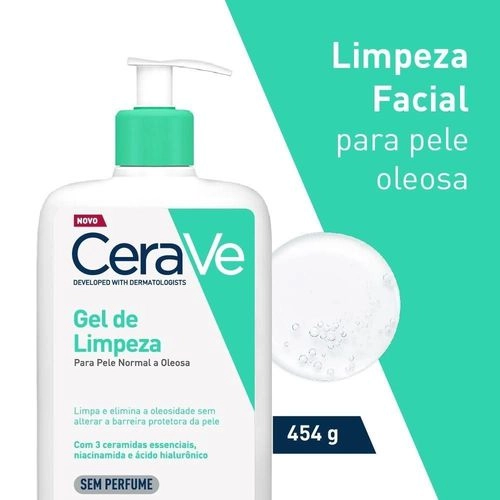 Limpeza
Facial
para pele
oleosa
NOVO
CeraVe
DEVELOPED WITH DERMATOLOGISTS
Gel de
Limpeza
Para Pele Normal a Oleosa
Limpa e elimina a oleosidade sem
alterar a barreira protetora da pele
Com 3 ceramidas essenciais,
niacinamida e ácido hialurônico
SEM PERFUME
454 g